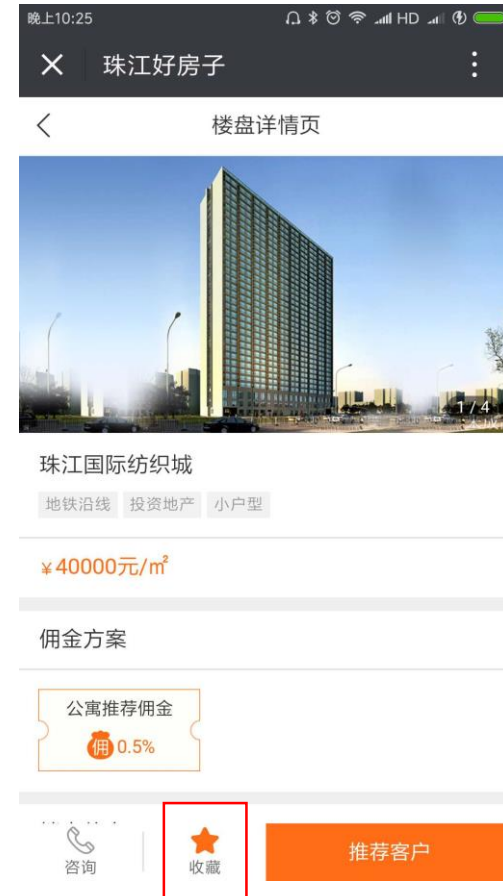 晚上10:25 HD
珠江好房子
楼盘详情页
1/4
珠江国际纺织城
地铁沿线 投资地产 小户型
¥40000元/㎡
佣金方案
公寓推荐佣金
佣 0.5%
咨询 收藏 推荐客户